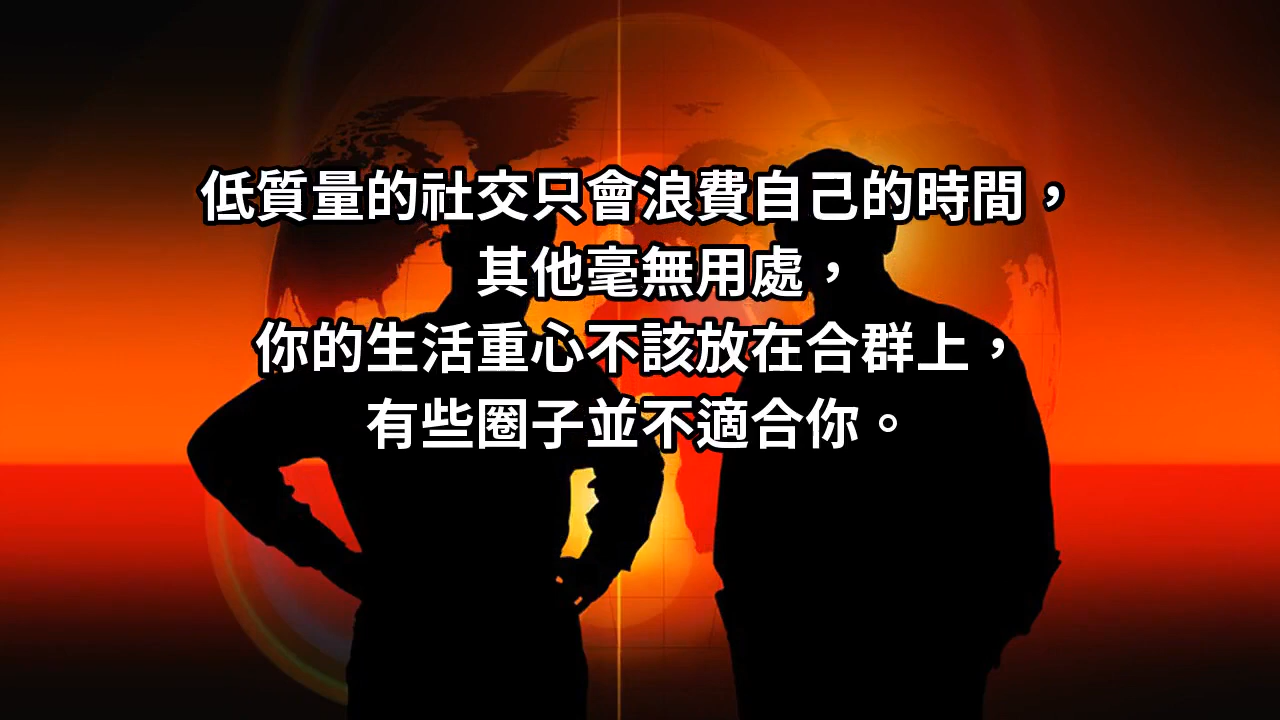 低質量的社交只會浪費自己的時間，
其他毫無用處，
你的生活重心不該放在合群上，
有些圈子並不適合你。